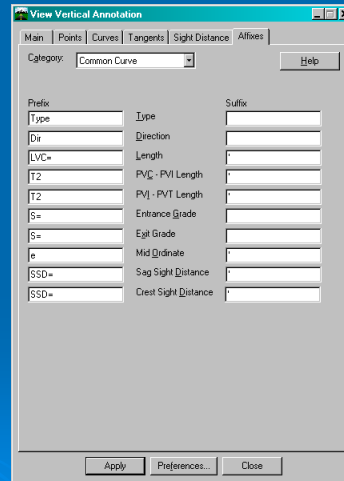 View Vertical Annotation
Main Points Curves Tangents Sight Distance Affixes
Category: Common Curve Help
Prefix Suffix
Type Type
Dir Direction
LVC= Length '
T2 PVC - PVI Length '
T2 PVI - PVT Length '
S= Entrance Grade
S= Exit Grade
e Mid Ordinate '
SSD= Sag Sight Distance '
SSD= Crest Sight Distance '
Apply Preferences... Close